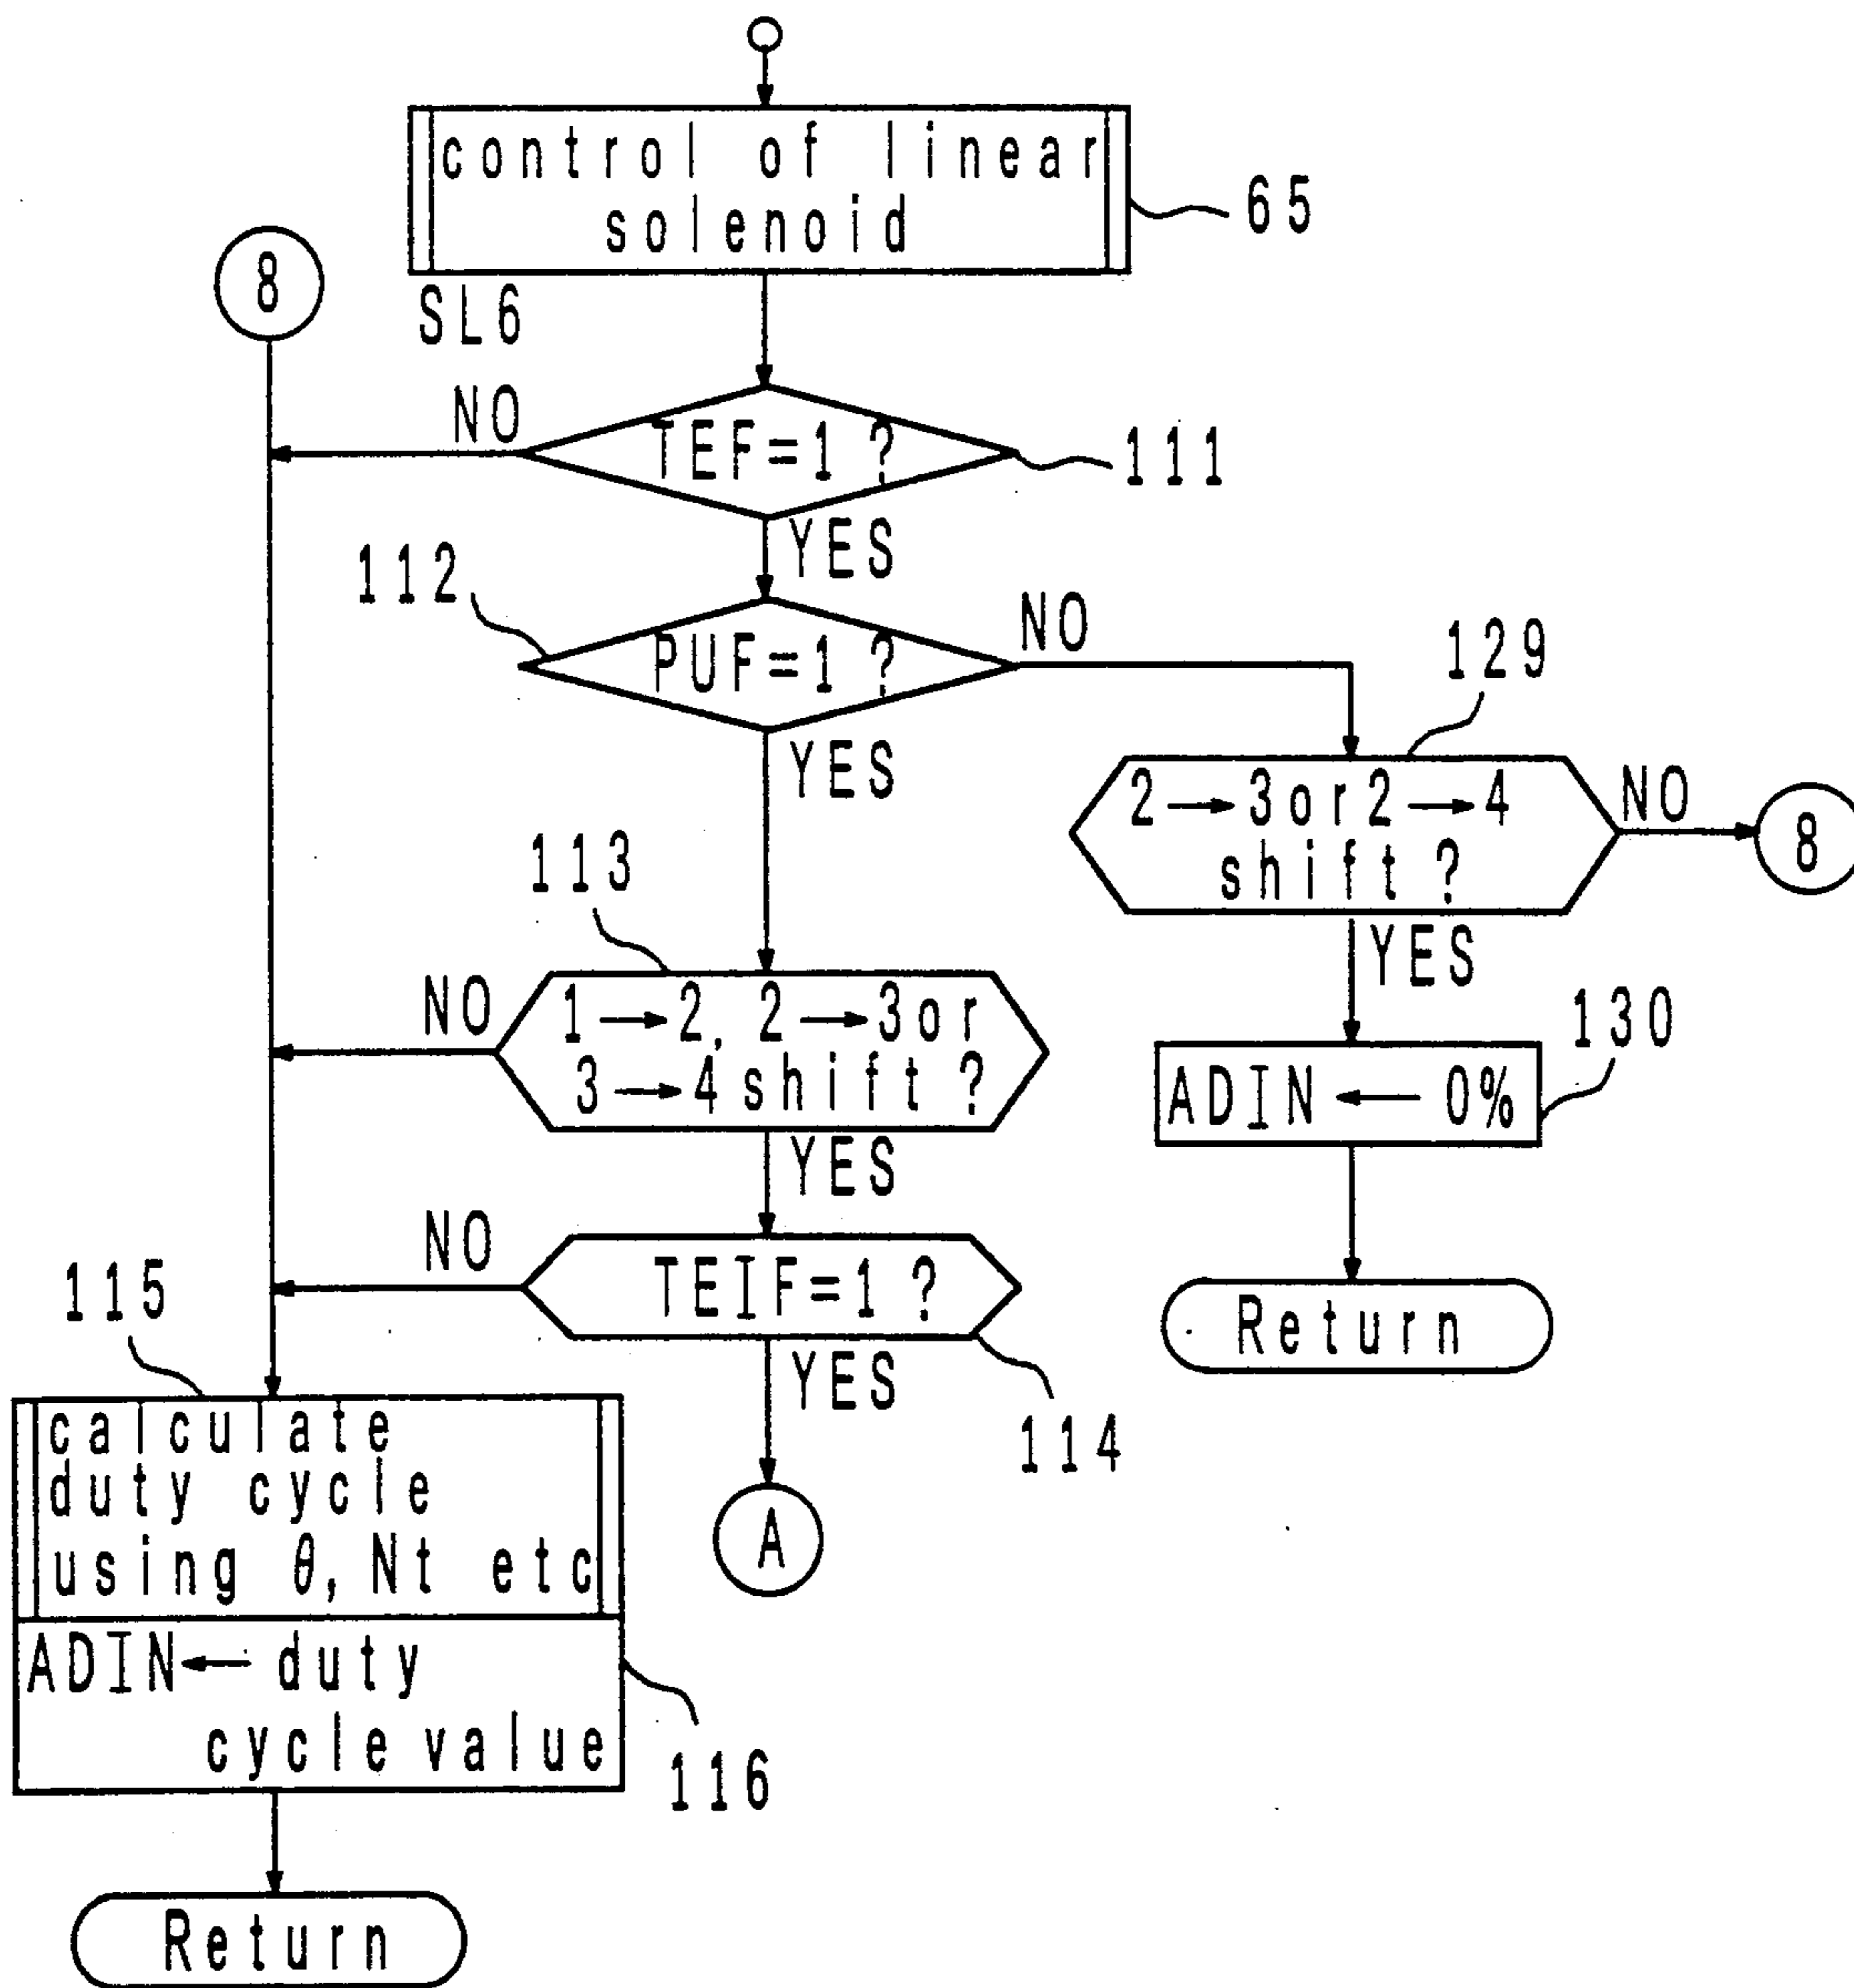 control of linear
solenoid
65
8
SL6
NO
TEF=1 ?
111
YES
112
PUF=1 ?
NO
129
YES
2→3or2→4
shift ?
NO
8
113
YES
NO
1→2, 2→3or
3→4 shift ?
130
ADIN ← 0%
YES
NO
115
TEIF=1 ?
Return
YES
114
calculate
duty cycle
using θ, Nt etc
A
ADIN← duty
cycle value
116
Return